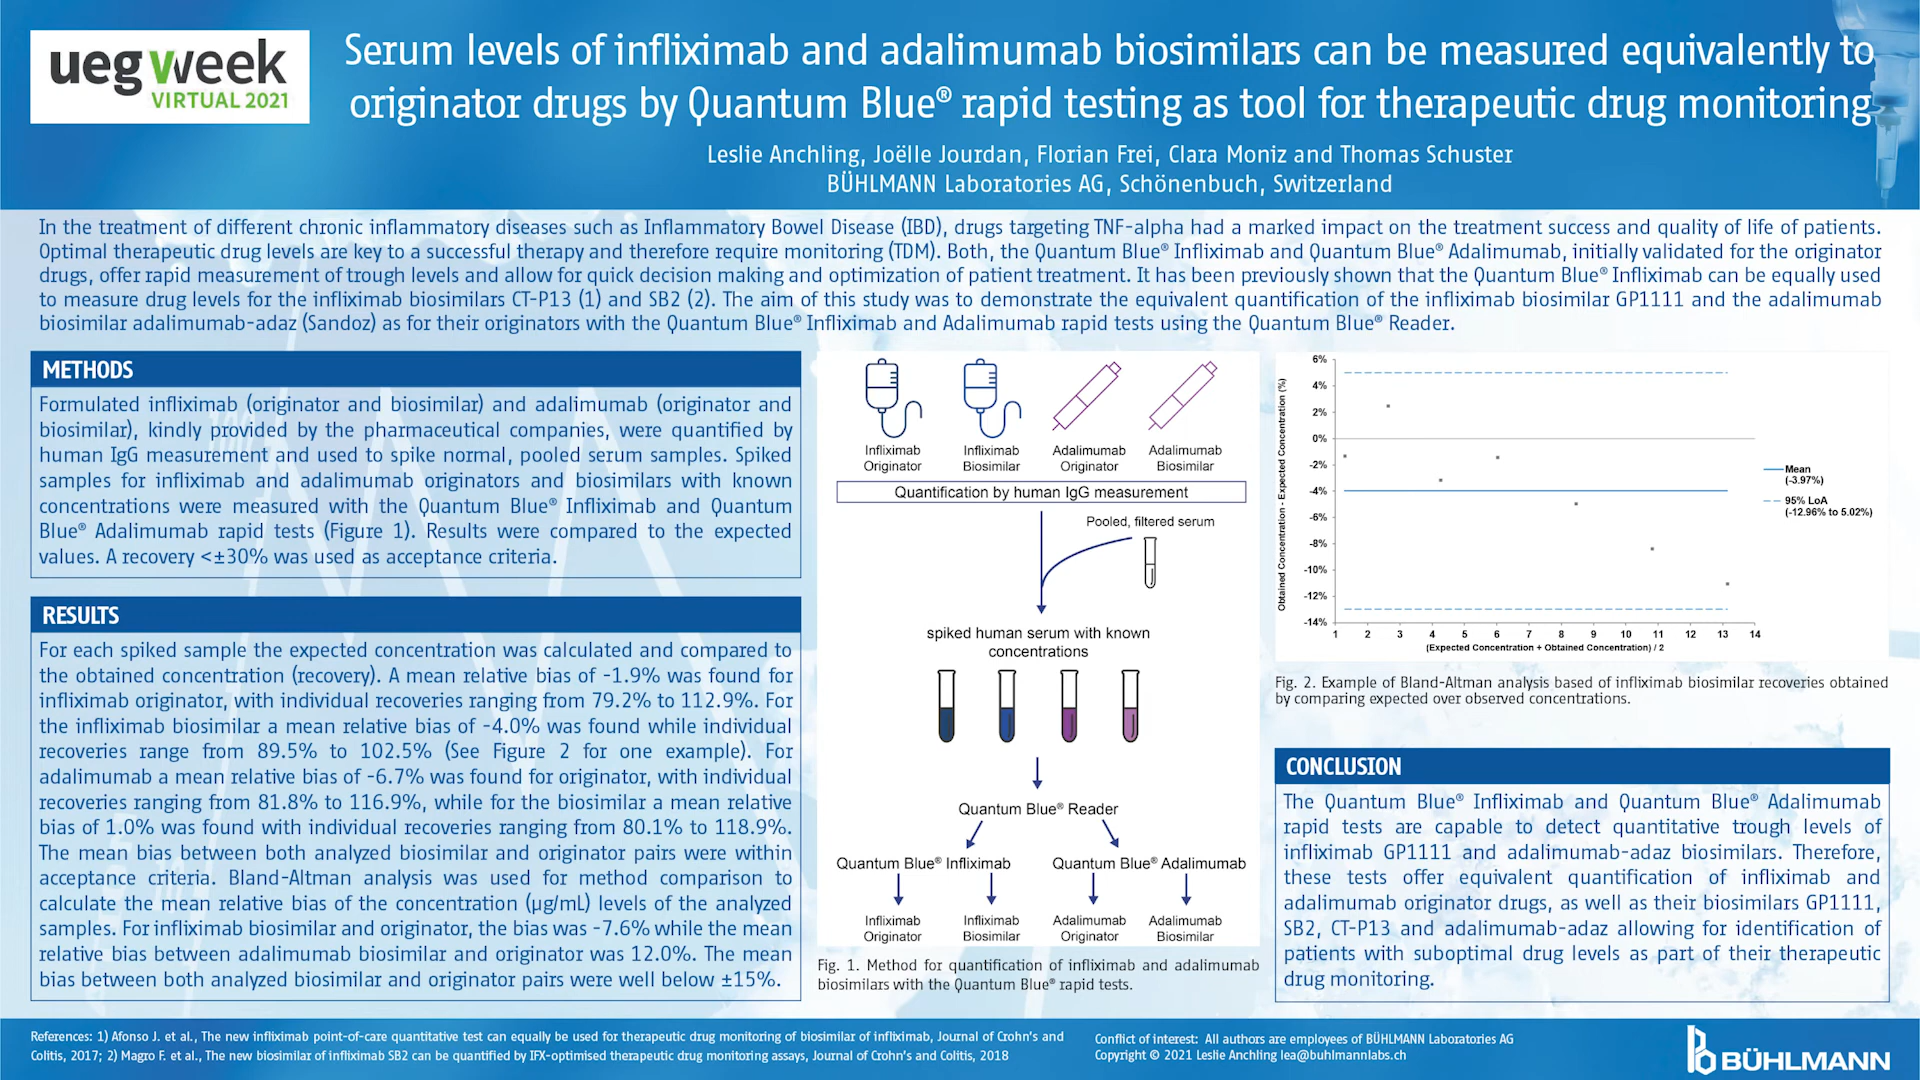 ueg week
VIRTUAL 2021
Serum levels of infliximab and adalimumab biosimilars can be measured equivalently to
originator drugs by Quantum Blue® rapid testing as tool for therapeutic drug monitoring
Leslie Anchling, Joëlle Jourdan, Florian Frei, Clara Moniz and Thomas Schuster
BÜHLMANN Laboratories AG, Schönenbuch, Switzerland
In the treatment of different chronic inflammatory diseases such as Inflammatory Bowel Disease (IBD), drugs targeting TNF-alpha had a marked impact on the treatment success and quality of life of patients.
Optimal therapeutic drug levels are key to a successful therapy and therefore require monitoring (TDM). Both, the Quantum Blue® Infliximab and Quantum Blue® Adalimumab, initially validated for the originator
drugs, offer rapid measurement of trough levels and allow for quick decision making and optimization of patient treatment. It has been previously shown that the Quantum Blue® Infliximab can be equally used
to measure drug levels for the infliximab biosimilars CT-P13 (1) and SB2 (2). The aim of this study was to demonstrate the equivalent quantification of the infliximab biosimilar GP1111 and the adalimumab
biosimilar adalimumab-adaz (Sandoz) as for their originators with the Quantum Blue® Infliximab and Adalimumab rapid tests using the Quantum Blue® Reader.
METHODS
Formulated infliximab (originator and biosimilar) and adalimumab (originator and
biosimilar), kindly provided by the pharmaceutical companies, were quantified by
human IgG measurement and used to spike normal, pooled serum samples. Spiked
samples for infliximab and adalimumab originators and biosimilars with known
concentrations were measured with the Quantum Blue® Infliximab and Quantum
Blue® Adalimumab rapid tests (Figure 1). Results were compared to the expected
values. A recovery <±30% was used as acceptance criteria.
RESULTS
For each spiked sample the expected concentration was calculated and compared to
the obtained concentration (recovery). A mean relative bias of -1.9% was found for
infliximab originator, with individual recoveries ranging from 79.2% to 112.9%. For
the infliximab biosimilar a mean relative bias of -4.0% was found while individual
recoveries range from 89.5% to 102.5% (See Figure 2 for one example). For
adalimumab a mean relative bias of -6.7% was found for originator, with individual
recoveries ranging from 81.8% to 116.9%, while for the biosimilar a mean relative
bias of 1.0% was found with individual recoveries ranging from 80.1% to 118.9%.
The mean bias between both analyzed biosimilar and originator pairs were within
acceptance criteria. Bland-Altman analysis was used for method comparison to
calculate the mean relative bias of the concentration (µg/mL) levels of the analyzed
samples. For infliximab biosimilar and originator, the bias was -7.6% while the mean
relative bias between adalimumab biosimilar and originator was 12.0%. The mean
bias between both analyzed biosimilar and originator pairs were well below ±15%.
Infliximab Infliximab Adalimumab Adalimumab
Originator Biosimilar Originator Biosimilar
Quantification by human IgG measurement
Pooled, filtered serum
spiked human serum with known
concentrations
Quantum Blue® Reader
Quantum Blue® Infliximab Quantum Blue® Adalimumab
Infliximab Infliximab Adalimumab Adalimumab
Originator Biosimilar Originator Biosimilar
Fig. 1. Method for quantification of infliximab and adalimumab
biosimilars with the Quantum Blue® rapid tests.
Obtained Concentration - Expected Concentration (%)
6%
4%
2%
0%
-2%
-4%
-6%
-8%
-10%
-12%
-14%
1 2 3 4 5 6 7 8 9 10 11 12 13 14
(Expected Concentration + Obtained Concentration) / 2
Mean
(-3.97%)
95% LoA
(-12.96% to 5.02%)
Fig. 2. Example of Bland-Altman analysis based of infliximab biosimilar recoveries obtained
by comparing expected over observed concentrations.
CONCLUSION
The Quantum Blue® Infliximab and Quantum Blue® Adalimumab
rapid tests are capable to detect quantitative trough levels of
infliximab GP1111 and adalimumab-adaz biosimilars. Therefore,
these tests offer equivalent quantification of infliximab and
adalimumab originator drugs, as well as their biosimilars GP1111,
SB2, CT-P13 and adalimumab-adaz allowing for identification of
patients with suboptimal drug levels as part of their therapeutic
drug monitoring.
References: 1) Afonso J. et al., The new infliximab point-of-care quantitative test can equally be used for therapeutic drug monitoring of biosimilar of infliximab, Journal of Crohn's and
Colitis, 2017; 2) Magro F. et al., The new biosimilar of infliximab SB2 can be quantified by IFX-optimised therapeutic drug monitoring assays, Journal of Crohn's and Colitis, 2018
Conflict of interest: All authors are employees of BÜHLMANN Laboratories AG
Copyright © 2021 Leslie Anchling lea@buhlmannlabs.ch
BÜHLMANN